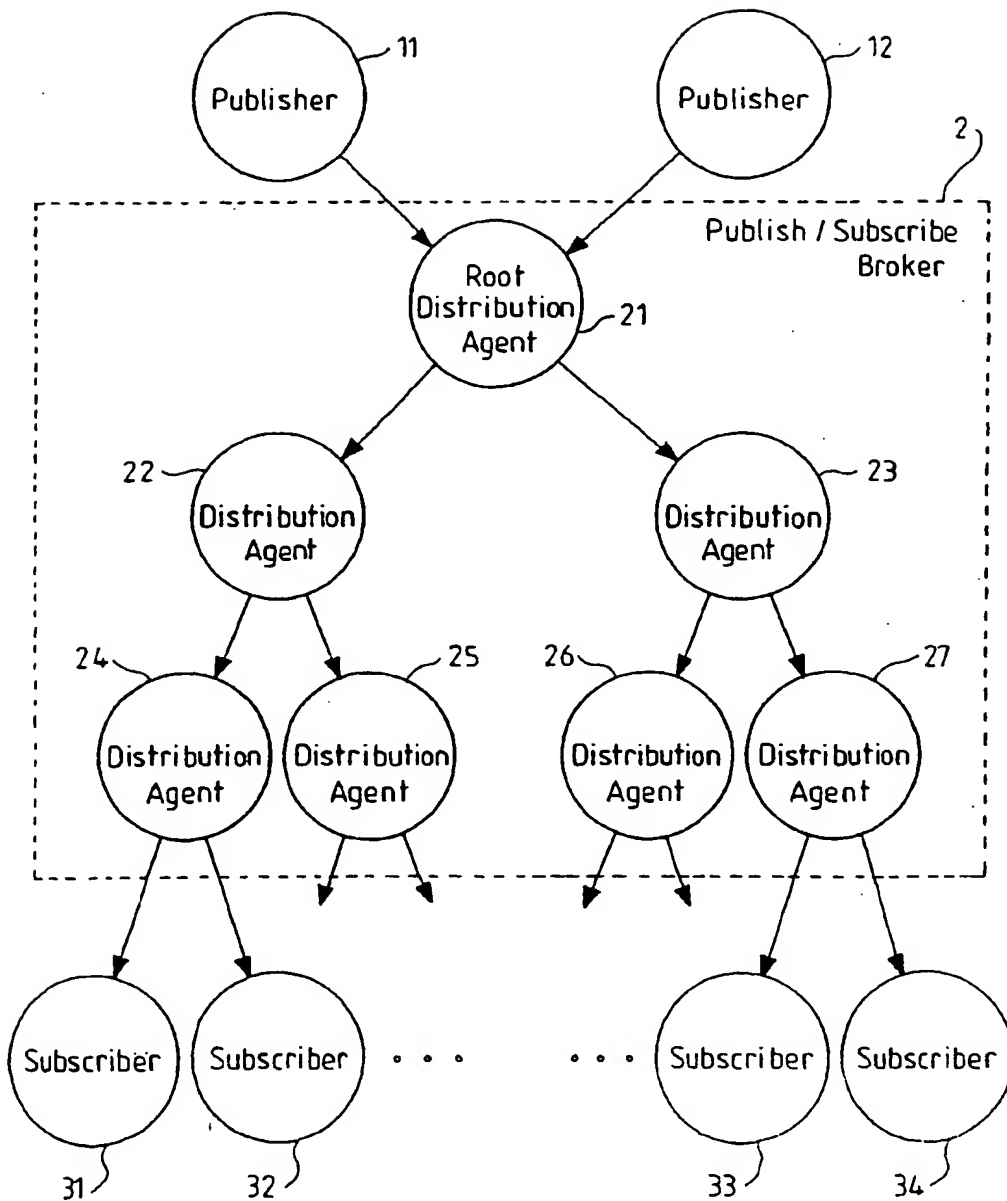 11
12
Publisher
Publisher
2
Publish / Subscribe
Broker
Root
Distribution
Agent
21
22
23
Distribution
Agent
Distribution
Agent
24
25
26
27
Distribution
Agent
Distribution
Agent
Distribution
Agent
Distribution
Agent
Subscriber
Subscriber
Subscriber
Subscriber
31
32
33
34